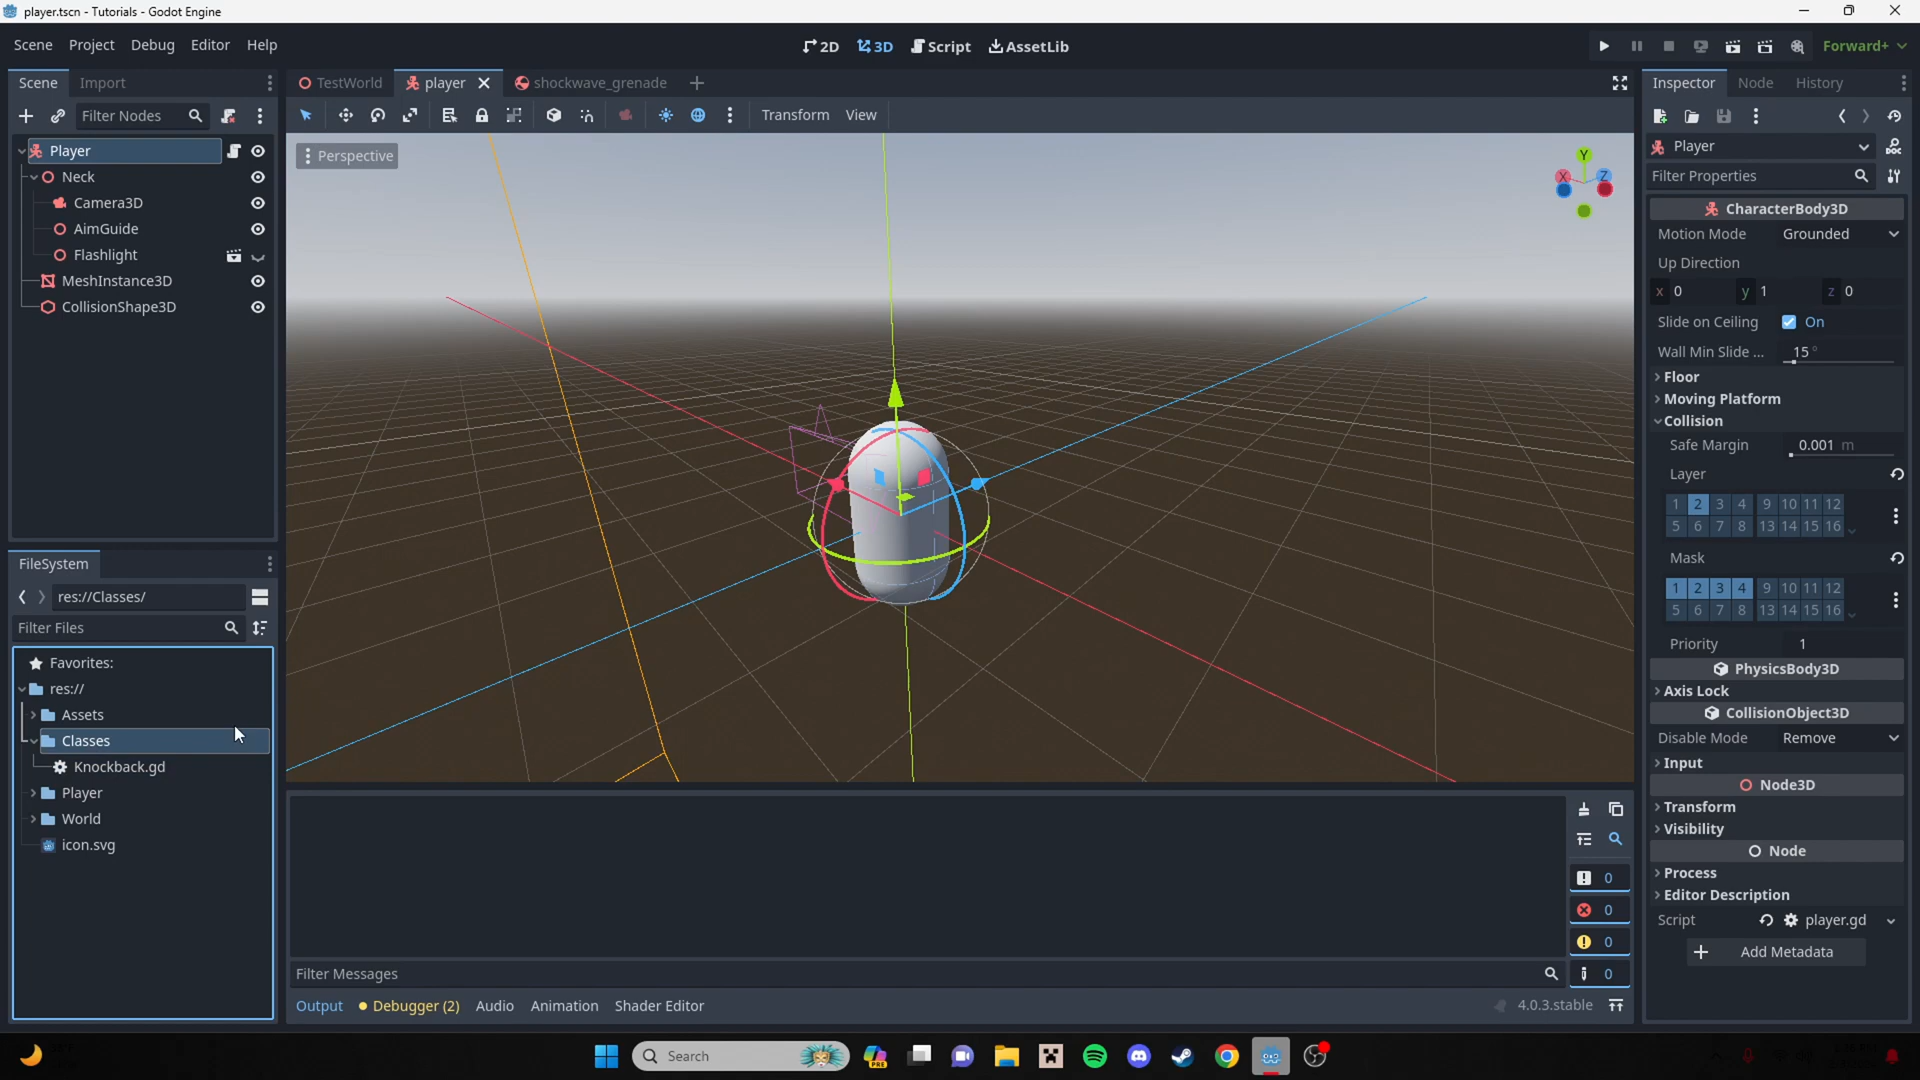 player.tscn - Tutorials - Godot Engine
Scene Project Debug Editor Help
2D 3D Script AssetLib
Forward+
Scene Import
TestWorld player shockwave_grenade
Inspector Node History
Filter Nodes
Transform View
Player
Neck
Camera3D
AimGuide
Flashlight
MeshInstance3D
CollisionShape3D
Perspective
Y
X
Z
Player
Filter Properties
CharacterBody3D
Motion Mode Grounded
Up Direction
x 0 y 1 z 0
Slide on Ceiling On
Wall Min Slide ... 15 °
Floor
Moving Platform
Collision
Safe Margin 0.001 m
Layer
1 2 3 4 9 10 11 12
5 6 7 8 13 14 15 16
Mask
1 2 3 4 9 10 11 12
5 6 7 8 13 14 15 16
Priority 1
PhysicsBody3D
Axis Lock
CollisionObject3D
Disable Mode Remove
Input
Node3D
Transform
Visibility
Node
Process
Editor Description
Script player.gd
Add Metadata
FileSystem
res://Classes/
Filter Files
Favorites:
res://
Assets
Classes
Knockback.gd
Player
World
icon.svg
0
0
0
0
Filter Messages
Output Debugger (2) Audio Animation Shader Editor
4.0.3.stable
Search
PRE